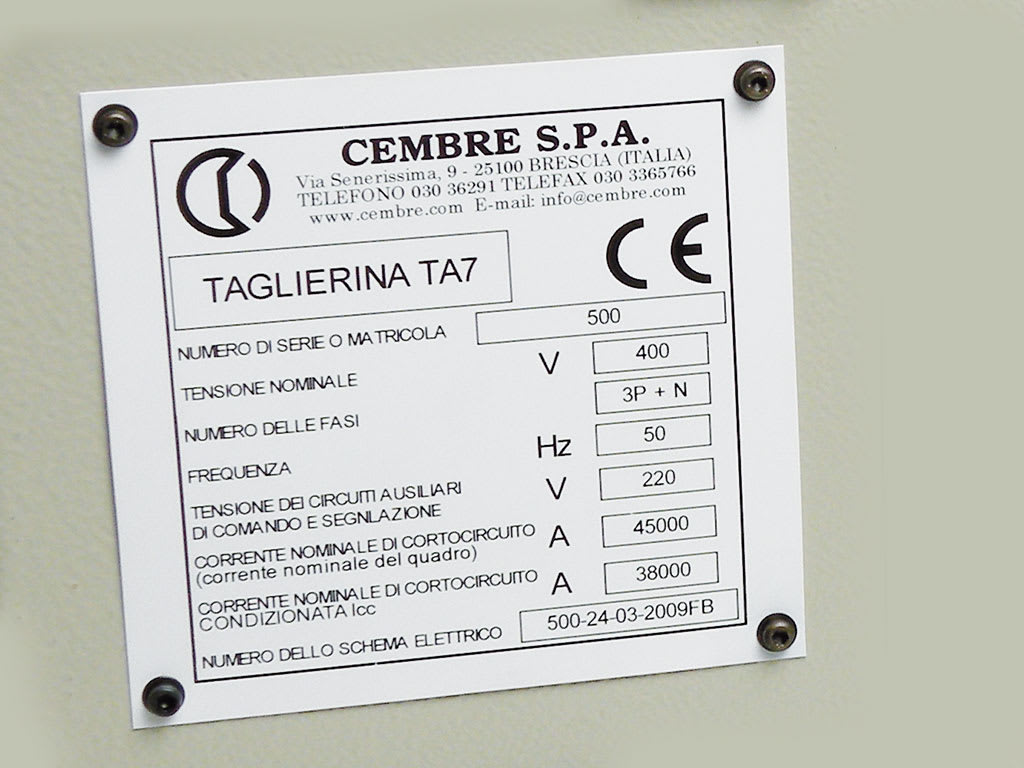 CEMBRE S.P.A.
Via Senerissima, 9 - 25100 BRESCIA (ITALIA)
TELEFONO 030 36291 TELEFAX 030 3365766
www.cembre.com E-mail: info@cembre.com
CE
TAGLIERINA TA7
NUMERO DI SERIE O MATRICOLA 500
TENSIONE NOMINALE V 400
NUMERO DELLE FASI 3P + N
FREQUENZA Hz 50
TENSIONE DEI CIRCUITI AUSILIARI V 220
DI COMANDO E SEGNLAZIONE
CORRENTE NOMINALE DI CORTOCIRCUITO A 45000
(corrente nominale del quadro)
CORRENTE NOMINALE DI CORTOCIRCUITO A 38000
CONDIZIONATA Icc
NUMERO DELLO SCHEMA ELETTRICO 500-24-03-2009FB